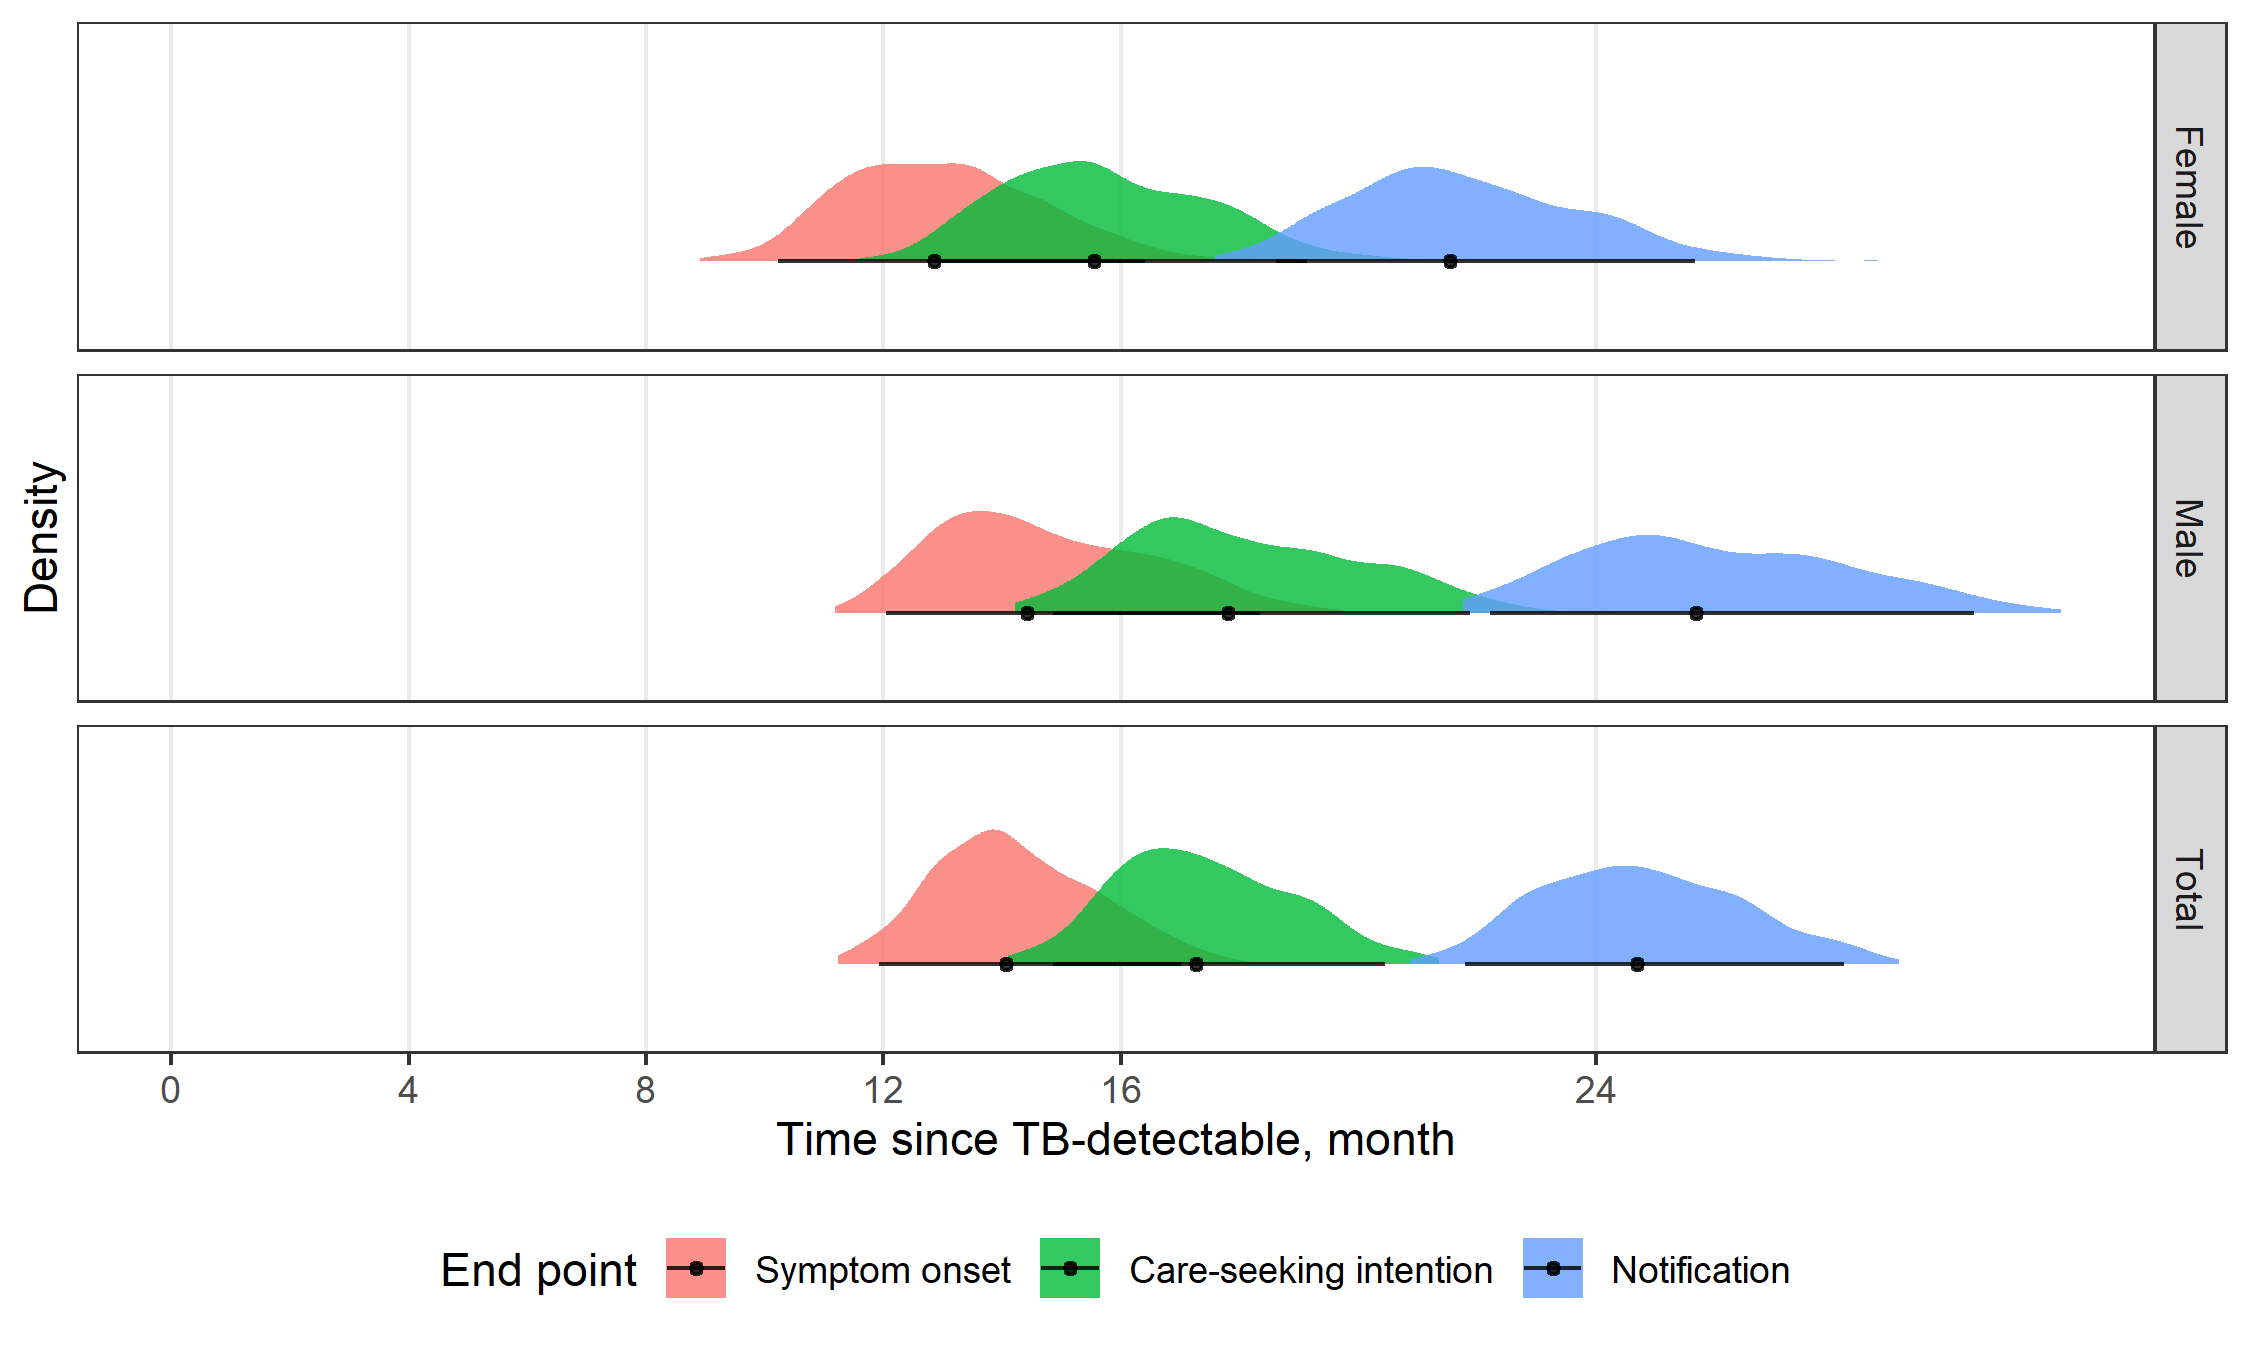 Female
Male
Total
Density
0 4 8 12 16 24
Time since TB-detectable, month
End point Symptom onset Care-seeking intention Notification